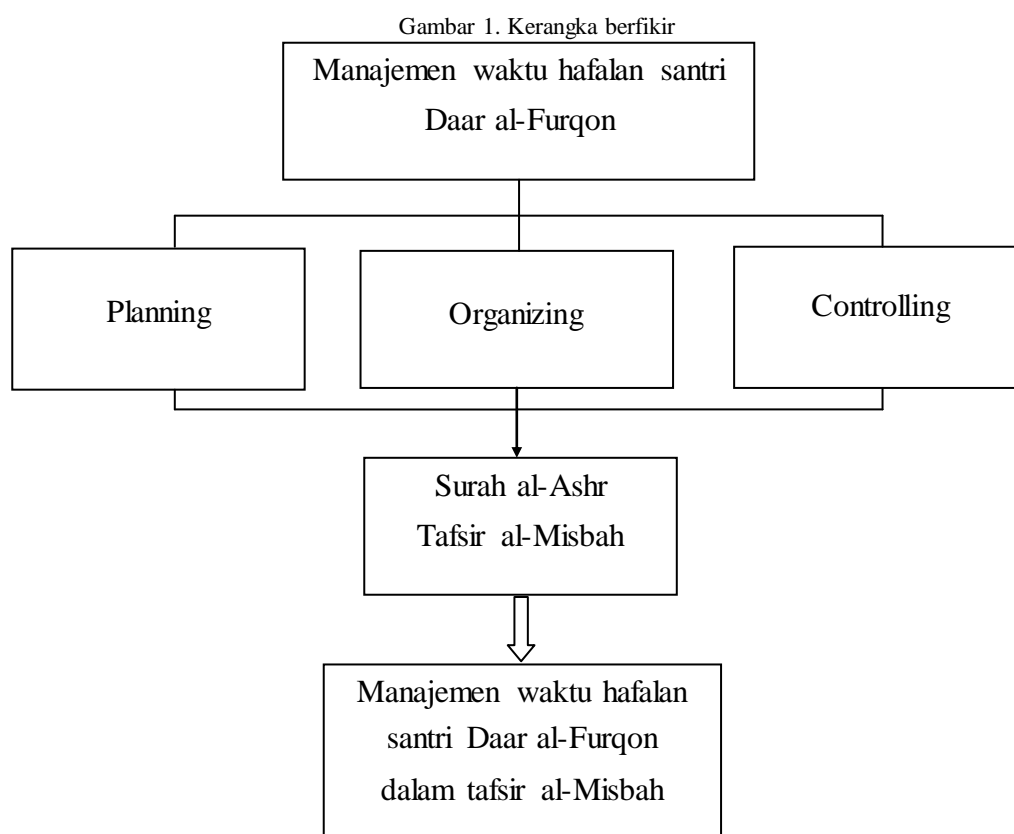 Gambar 1. Kerangka berfikir
Manajemen waktu hafalan santri
Daar al-Furqon
Planning
Organizing
Controlling
Surah al-Ashr
Tafsir al-Misbah
Manajemen waktu hafalan
santri Daar al-Furqon
dalam tafsir al-Misbah